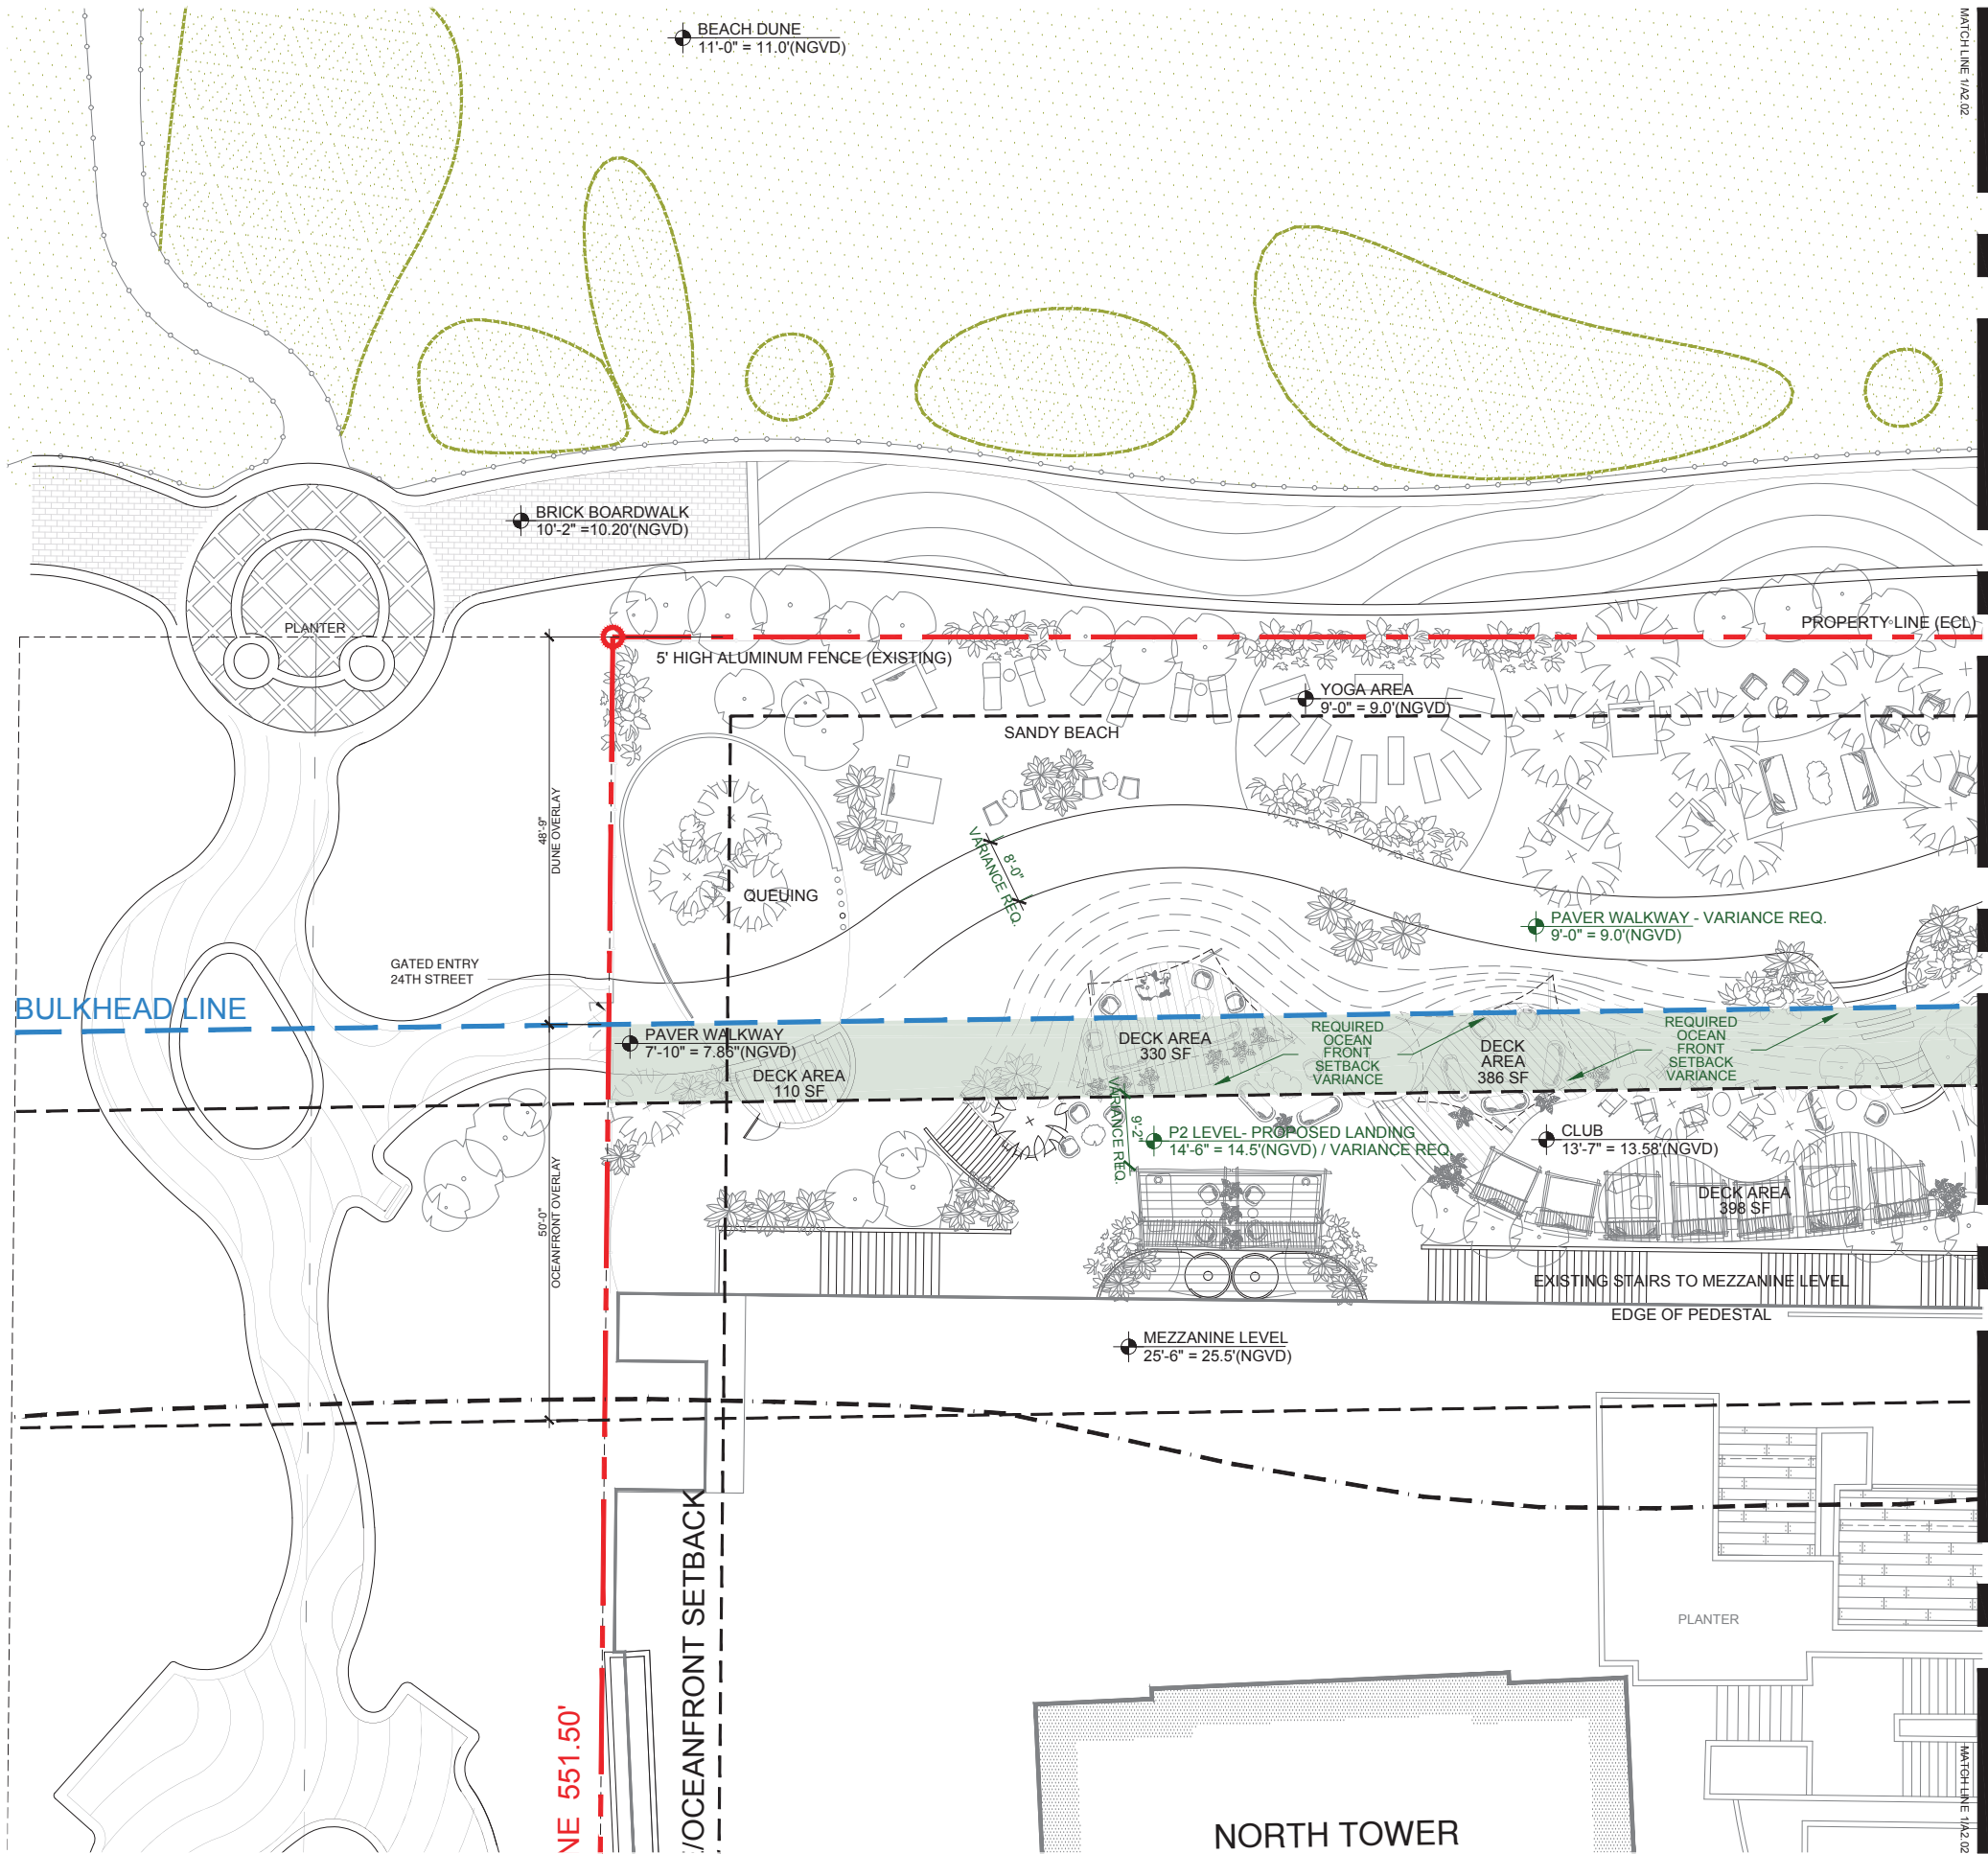 BEACH DUNE
11'-0" = 11.0'(NGVD)
MATCH LINE 1/A2.02
BRICK BOARDWALK
10'-2" =10.20'(NGVD)
PLANTER
PROPERTY LINE (ECL)
5' HIGH ALUMINUM FENCE (EXISTING)
YOGA AREA
9'-0" = 9.0'(NGVD)
SANDY BEACH
48'-9"
DUNE OVERLAY
8'-0"
VARIANCE REQ.
QUEUING
PAVER WALKWAY - VARIANCE REQ.
9'-0" = 9.0'(NGVD)
GATED ENTRY
24TH STREET
BULKHEAD LINE
PAVER WALKWAY
7'-10" = 7.86"(NGVD)
DECK AREA
110 SF
DECK AREA
330 SF
REQUIRED
OCEAN
FRONT
SETBACK
VARIANCE
DECK
AREA
386 SF
REQUIRED
OCEAN
FRONT
SETBACK
VARIANCE
9'-2"
VARIANCE REQ.
P2 LEVEL- PROPOSED LANDING
14'-6" = 14.5'(NGVD) / VARIANCE REQ.
CLUB
13'-7" = 13.58'(NGVD)
DECK AREA
398 SF
50'-0"
OCEANFRONT OVERLAY
EXISTING STAIRS TO MEZZANINE LEVEL
EDGE OF PEDESTAL
MEZZANINE LEVEL
25'-6" = 25.5'(NGVD)
/OCEANFRONT SETBACK
NE 551.50'
PLANTER
NORTH TOWER
MATCH LINE 1/A2.02